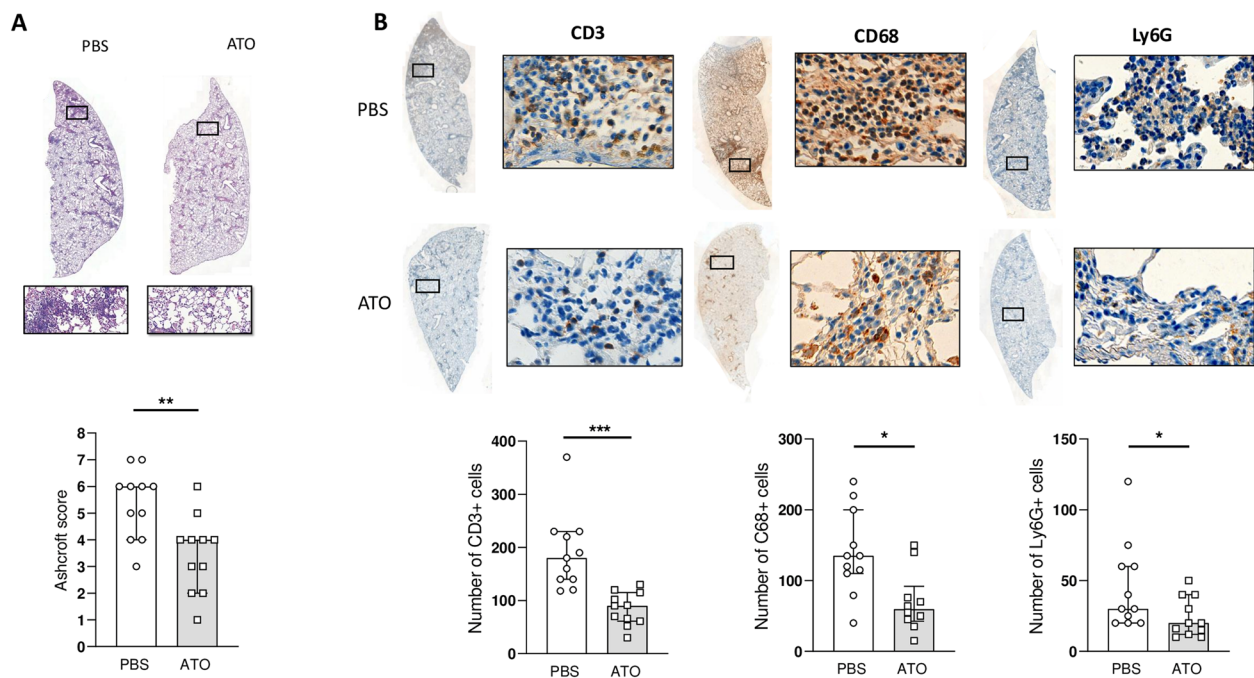 A
PBS
ATO
B
CD3
CD68
Ly6G
PBS
ATO
**
Ashcroft score
8
7
6
5
4
3
2
1
0
PBS
ATO
***
Number of CD3+ cells
400
300
200
100
0
PBS
ATO
*
Number of C68+ cells
300
200
100
0
PBS
ATO
*
Number of Ly6G+ cells
150
100
50
0
PBS
ATO